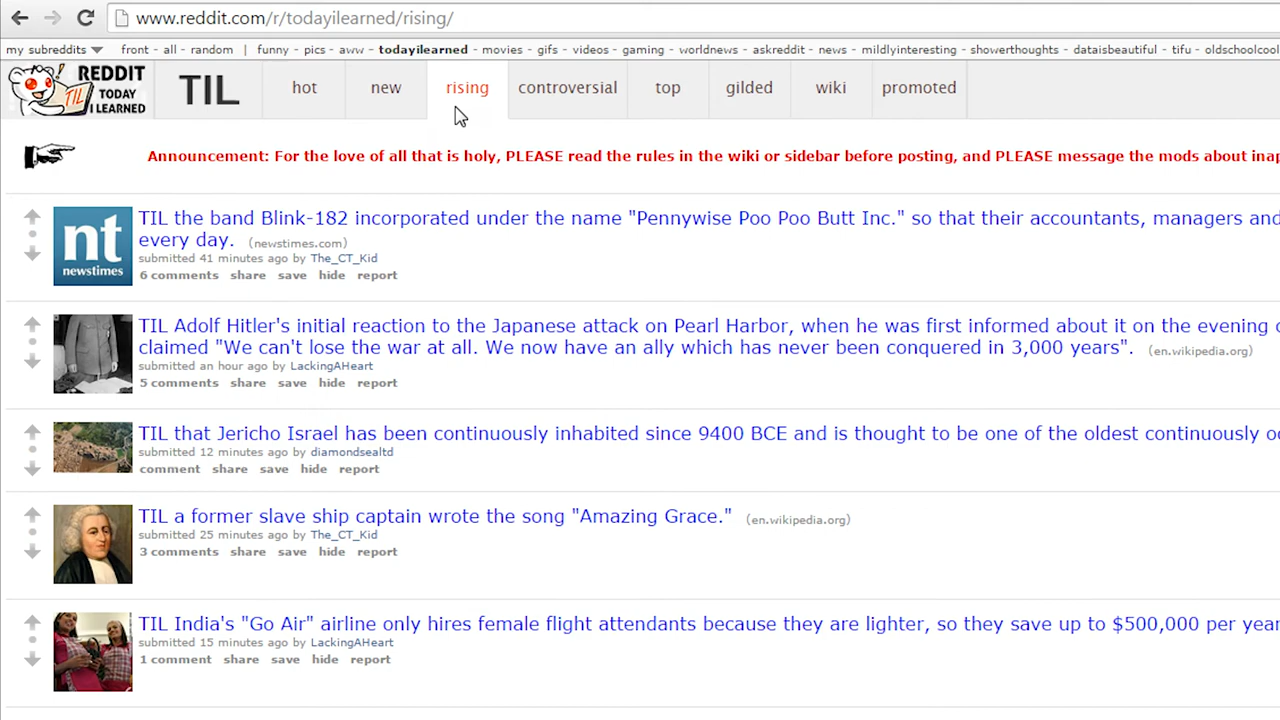 www.reddit.com/r/todayilearned/rising/
my subreddits front - all - random | funny - pics - aww - todayilearned - movies - gifs - videos - gaming - worldnews - askreddit - news - mildlyinteresting - showerthoughts - dataisbeautiful - tifu - oldschoolcool
REDDIT TODAY I LEARNED TIL TIL hot new rising controversial top gilded wiki promoted
Announcement: For the love of all that is holy, PLEASE read the rules in the wiki or sidebar before posting, and PLEASE message the mods about
TIL the band Blink-182 incorporated under the name "Pennywise Poo Poo Butt Inc." so that their accountants, managers and
every day. (newstimes.com)
nt newstimes
submitted 41 minutes ago by The_CT_Kid
6 comments share save hide report
TIL Adolf Hitler's initial reaction to the Japanese attack on Pearl Harbor, when he was first informed about it on the evening
claimed "We can't lose the war at all. We now have an ally which has never been conquered in 3,000 years". (en.wikipedia.org)
submitted an hour ago by LackingAHeart
5 comments share save hide report
TIL that Jericho Israel has been continuously inhabited since 9400 BCE and is thought to be one of the oldest continuously
submitted 12 minutes ago by diamondsealtd
comment share save hide report
TIL a former slave ship captain wrote the song "Amazing Grace." (en.wikipedia.org)
submitted 25 minutes ago by The_CT_Kid
3 comments share save hide report
TIL India's "Go Air" airline only hires female flight attendants because they are lighter, so they save up to $500,000 per year
submitted 15 minutes ago by LackingAHeart
1 comment share save hide report